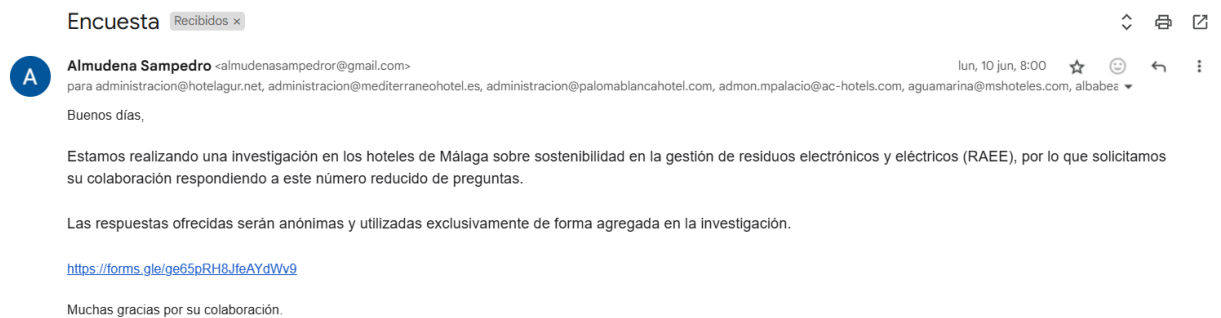 Encuesta Recibidos ×
A
Almudena Sampedro <almudenasampedror@gmail.com> lun, 10 jun, 8:00
para administracion@hotelagur.net, administracion@mediterraneohotel.es, administracion@palomablancahotel.com, admon.mpalacio@ac-hotels.com, aguamarina@mshoteles.com, albabea
Buenos días,
Estamos realizando una investigación en los hoteles de Málaga sobre sostenibilidad en la gestión de residuos electrónicos y eléctricos (RAEE), por lo que solicitamos
su colaboración respondiendo a este número reducido de preguntas.
Las respuestas ofrecidas serán anónimas y utilizadas exclusivamente de forma agregada en la investigación.
https://forms.gle/ge65pRH8JfeAYdWv9
Muchas gracias por su colaboración.